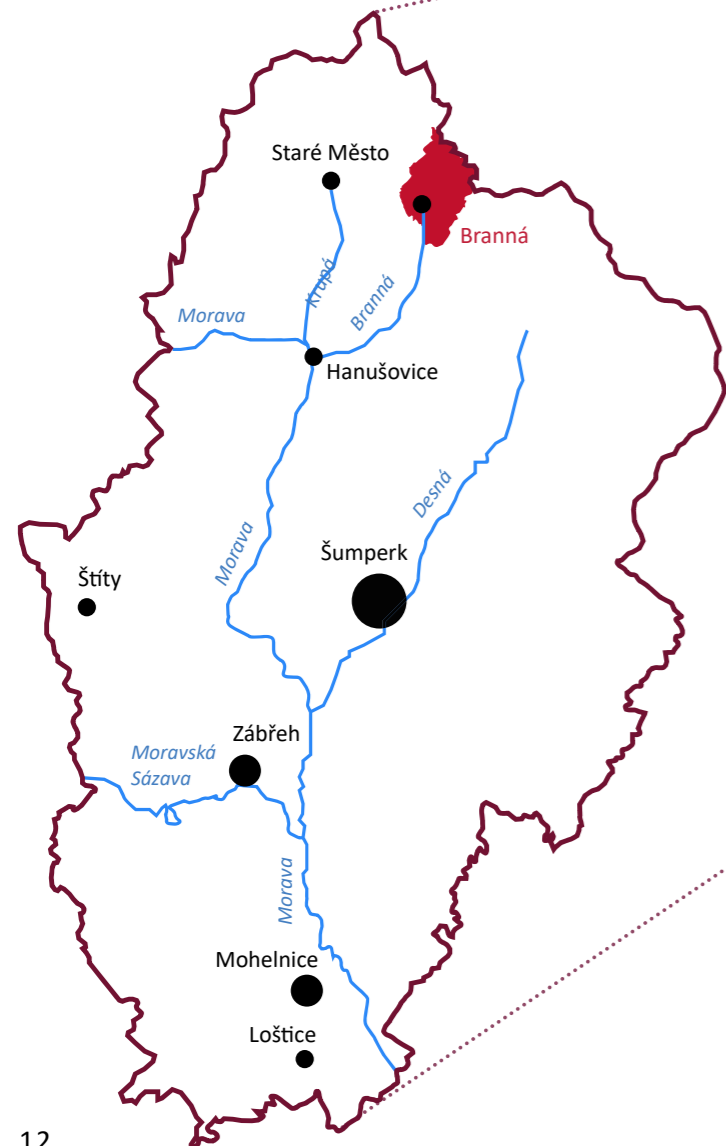 Staré Město
Branná
Krupá
Branná
Morava
Hanušovice
Desná
Morava
Šumperk
Štíty
Zábřeh
Moravská
Sázava
Morava
Mohelnice
Loštice
12